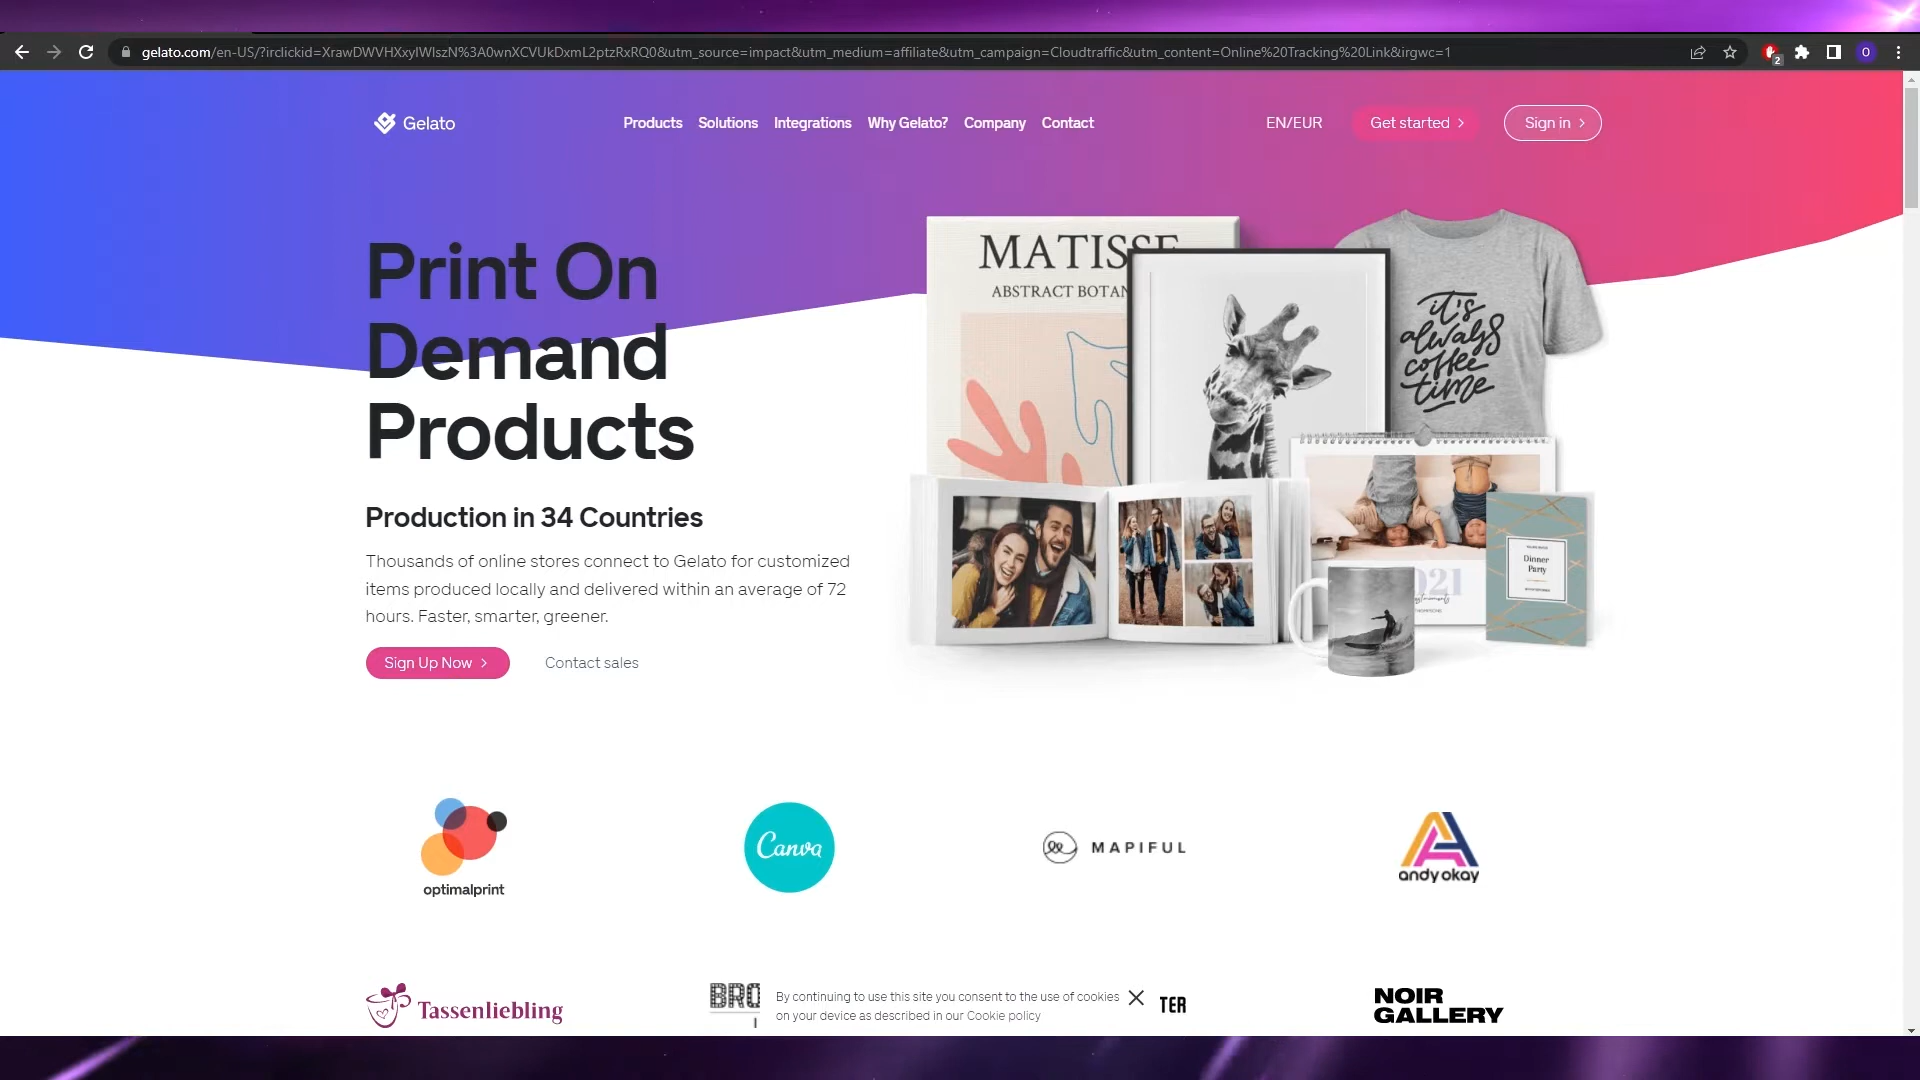 gelato.com/en-US/?irclickid=XrawDWVHXxyIWIszN%3A0wnXCVUkDxmL2ptzRxRQ0&utm_source=impact&utm_medium=affiliate&utm_campaign=Cloudtraffic&utm_content=Online%20Tracking%20Link&irgwc=1
2
O
Gelato
Products
Solutions
Integrations
Why Gelato?
Company
Contact
EN/EUR
Get started
Sign in
Print On
Demand
Products
Production in 34 Countries
Thousands of online stores connect to Gelato for customized
items produced locally and delivered within an average of 72
hours. Faster, smarter, greener.
Sign Up Now
Contact sales
MATISSE
ABSTRACT BOTAN
it's
always
coffee
time
Dinner
Party
optimalprint
Canva
MAPIFUL
andy okay
Tassenliebling
BRO
TER
NOIR
GALLERY
By continuing to use this site you consent to the use of cookies
on your device as described in our Cookie policy